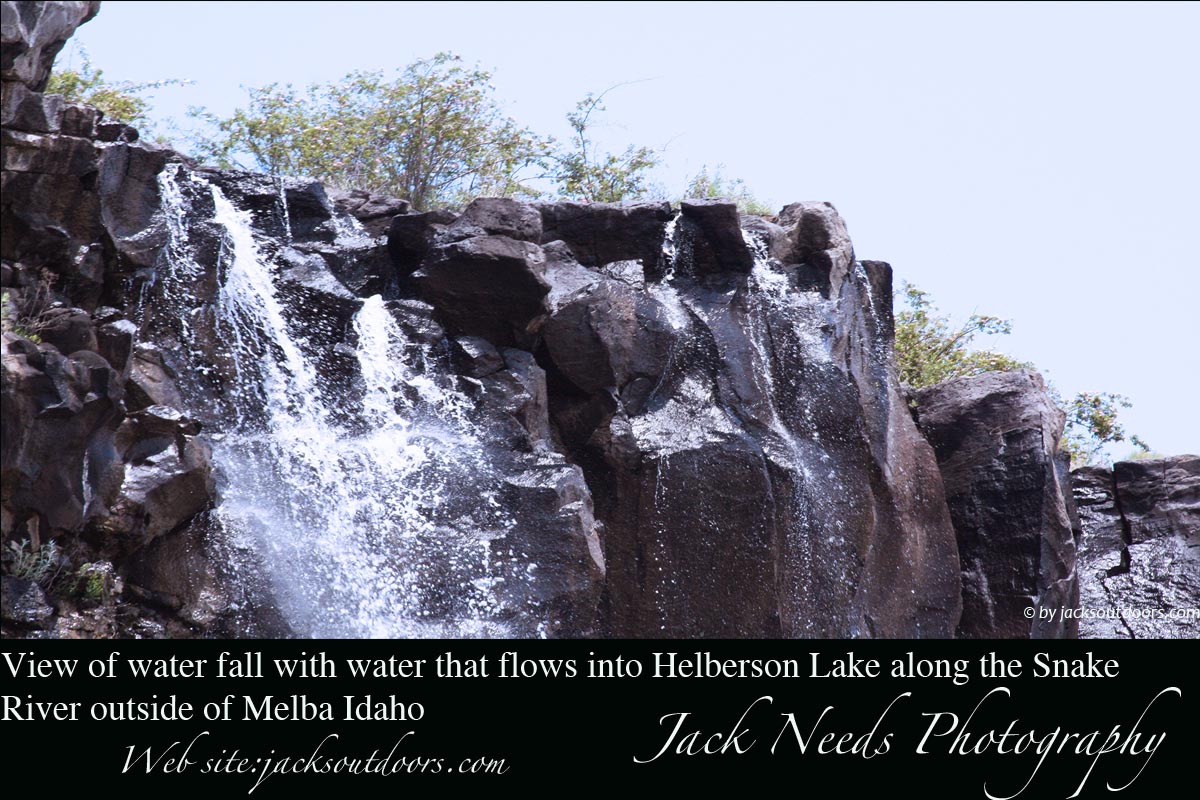 © by jacksoutdoors.com
View of water fall with water that flows into Helberson Lake along the Snake
River outside of Melba Idaho
Jack Needs Photography
Web site:jacksoutdoors.com